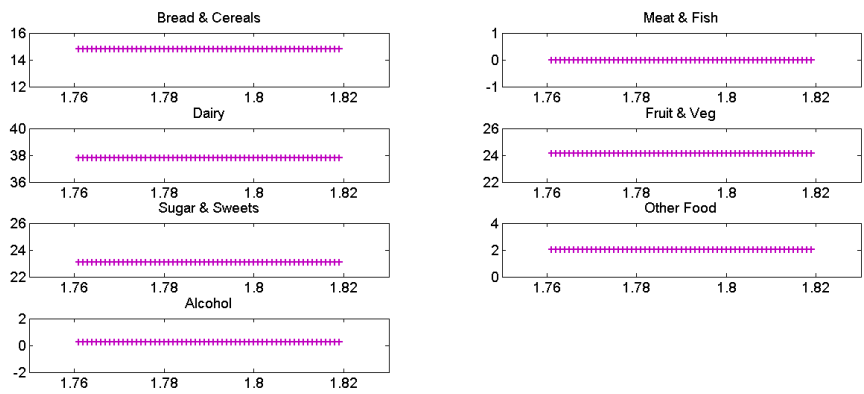 Bread & Cereals
16
14
12
1.76 1.78 1.8 1.82
Meat & Fish
1
0
-1
1.76 1.78 1.8 1.82
Dairy
40
38
36
1.76 1.78 1.8 1.82
Fruit & Veg
26
24
22
1.76 1.78 1.8 1.82
Sugar & Sweets
26
24
22
1.76 1.78 1.8 1.82
Other Food
4
2
0
1.76 1.78 1.8 1.82
Alcohol
2
0
-2
1.76 1.78 1.8 1.82